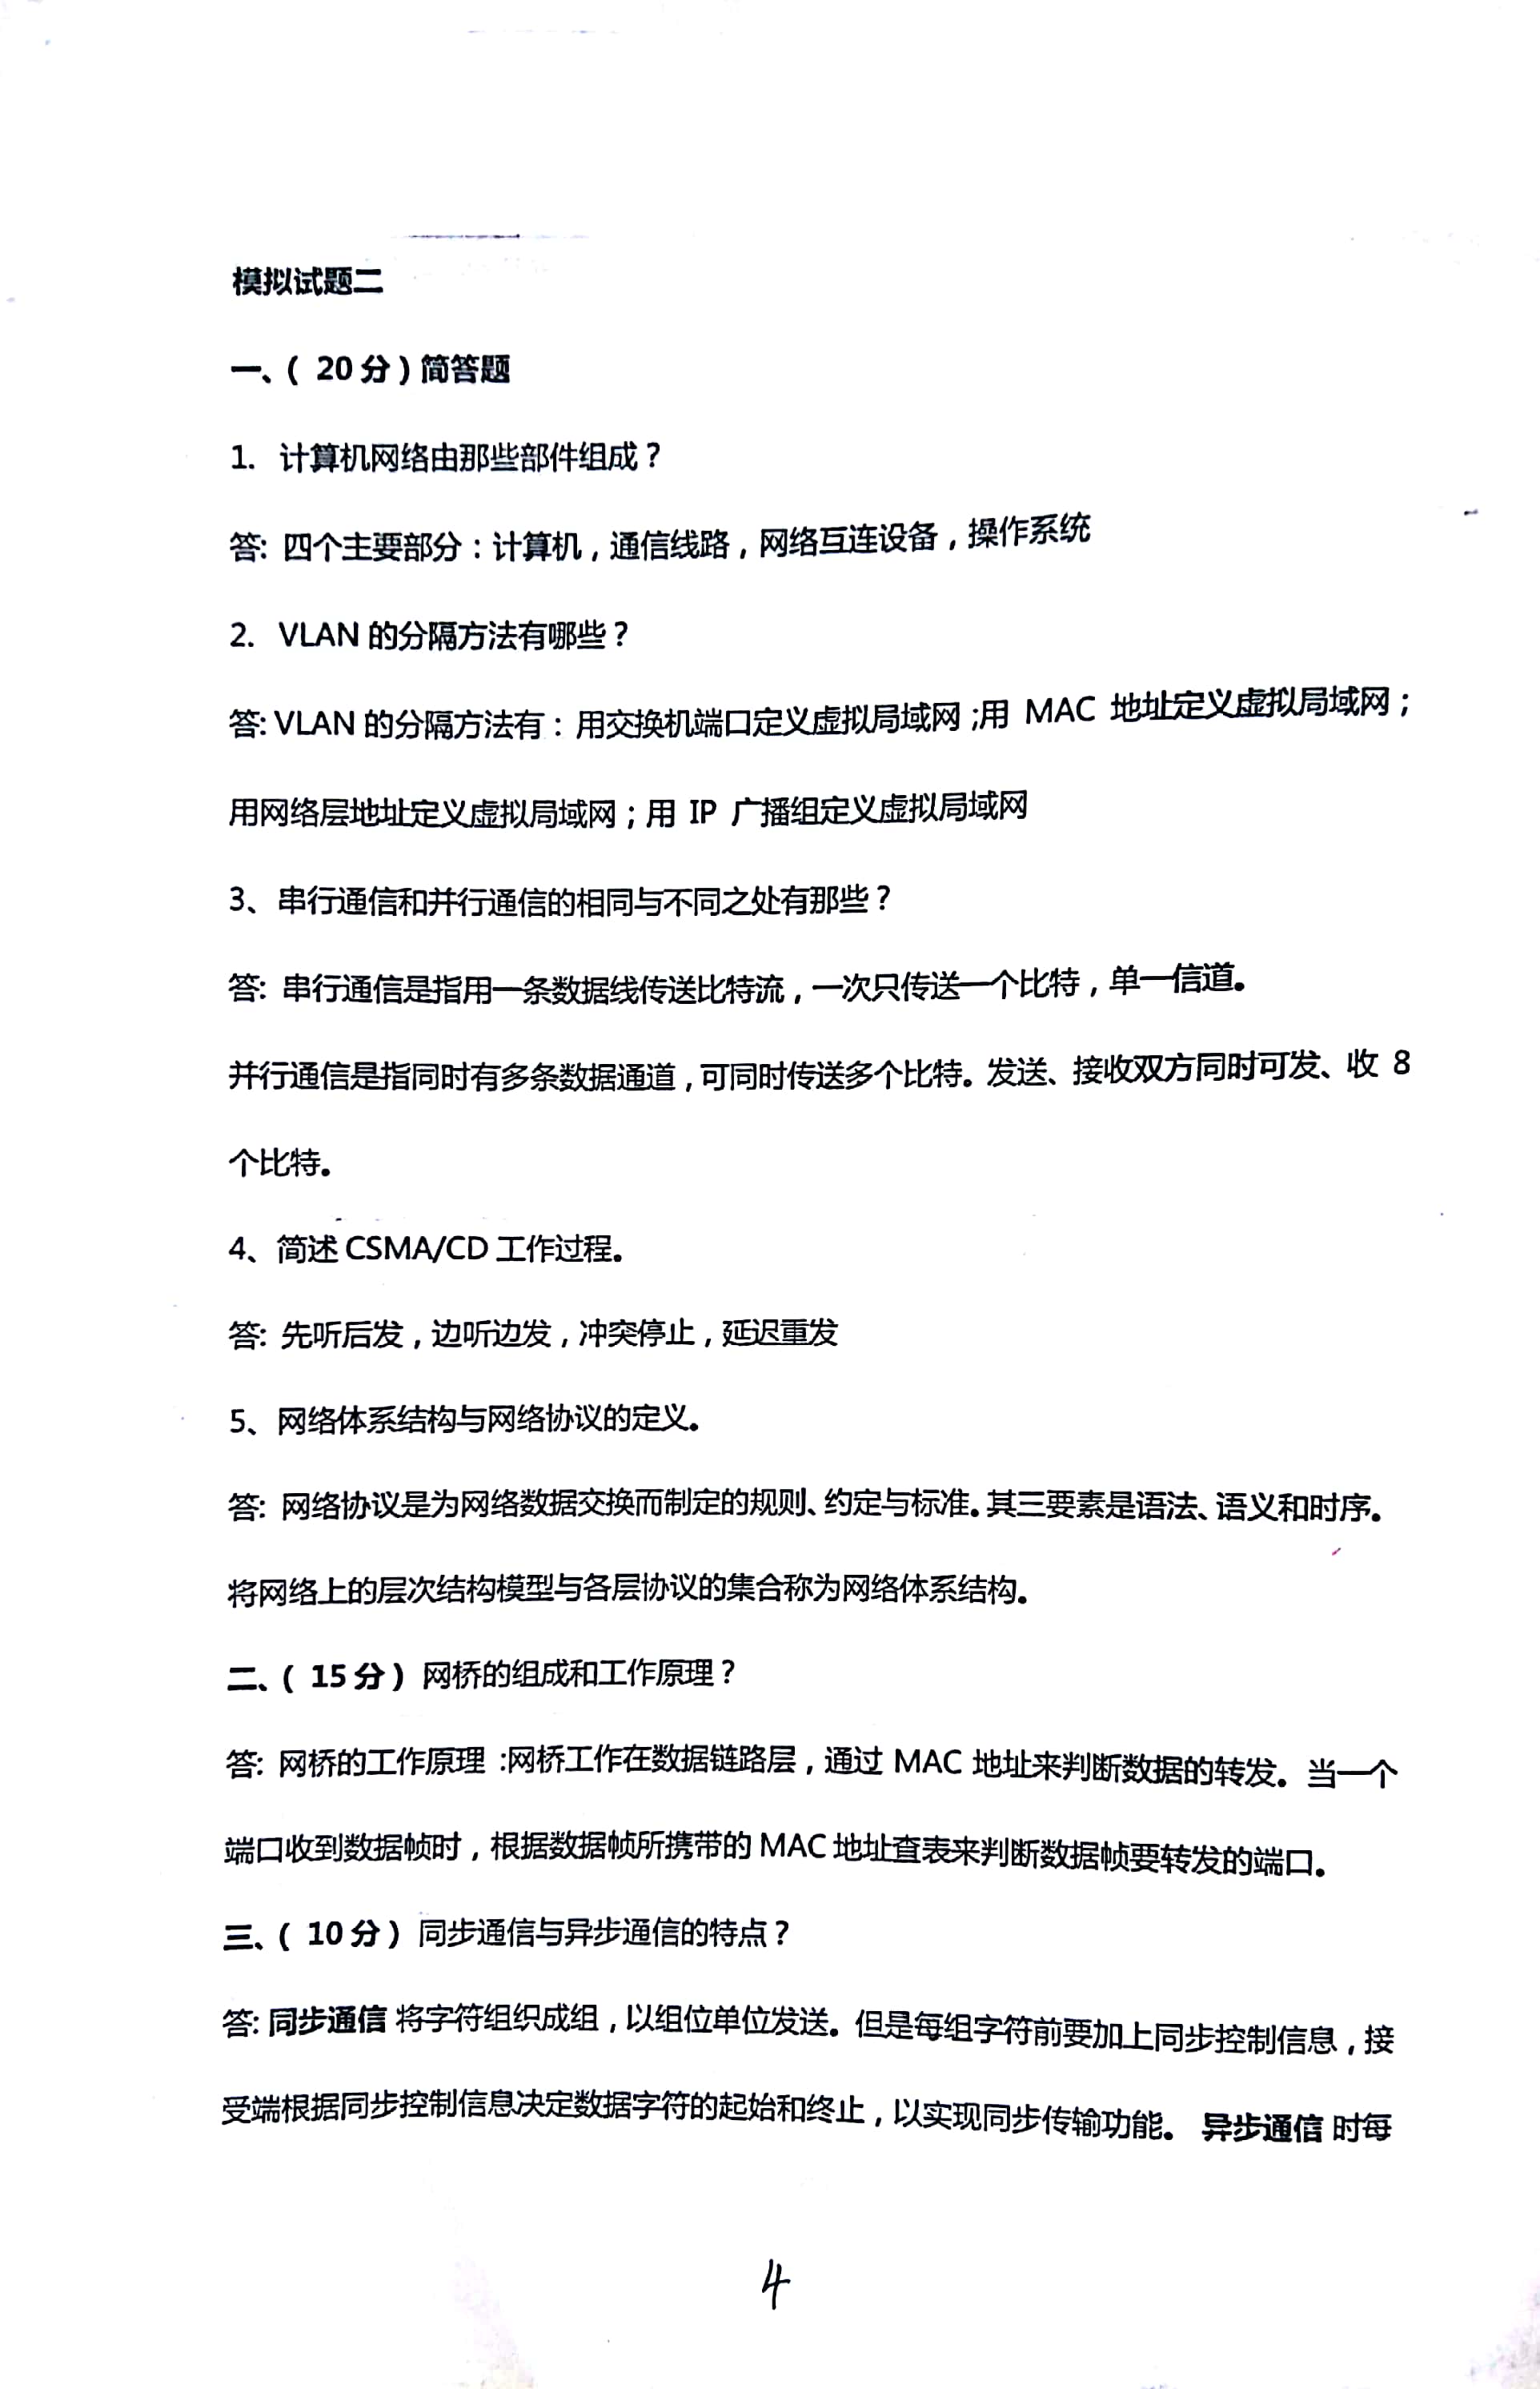 模拟试题二
一、（ 20 分）简答题
1. 计算机网络由那些部件组成？
答: 四个主要部分：计算机，通信线路，网络互连设备，操作系统
2. VLAN 的分隔方法有哪些？
答: VLAN 的分隔方法有：用交换机端口定义虚拟局域网;用 MAC 地址定义虚拟局域网；
用网络层地址定义虚拟局域网；用 IP 广播组定义虚拟局域网
3、串行通信和并行通信的相同与不同之处有那些？
答: 串行通信是指用一条数据线传送比特流，一次只传送一个比特，单一信道。
并行通信是指同时有多条数据通道，可同时传送多个比特。发送、接收双方同时可发、收 8
个比特。
4、简述 CSMA/CD 工作过程。
答: 先听后发，边听边发，冲突停止，延迟重发
5、网络体系结构与网络协议的定义。
答: 网络协议是为网络数据交换而制定的规则、约定与标准。其三要素是语法、语义和时序。
将网络上的层次结构模型与各层协议的集合称为网络体系结构。
二、（ 15 分）网桥的组成和工作原理？
答: 网桥的工作原理 :网桥工作在数据链路层，通过 MAC 地址来判断数据的转发。当一个
端口收到数据帧时，根据数据帧所携带的 MAC 地址查表来判断数据帧要转发的端口。
三、（ 10 分）同步通信与异步通信的特点？
答: 同步通信 将字符组织成组，以组位单位发送。但是每组字符前要加上同步控制信息，接
受端根据同步控制信息决定数据字符的起始和终止，以实现同步传输功能。 异步通信 时每
4